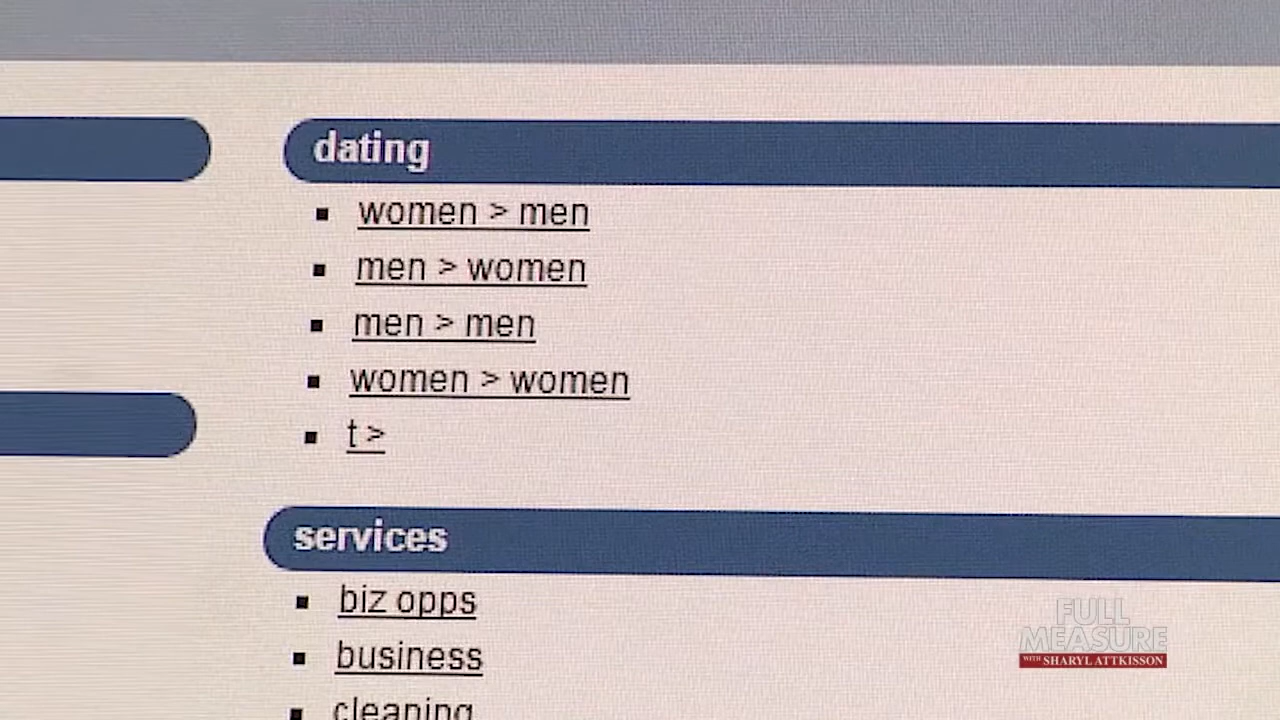 dating
women > men
men > women
men > men
women > women
t >
services
biz opps
business
cleaning
FULL
MEASURE
WITH SHARYL ATTKISSON